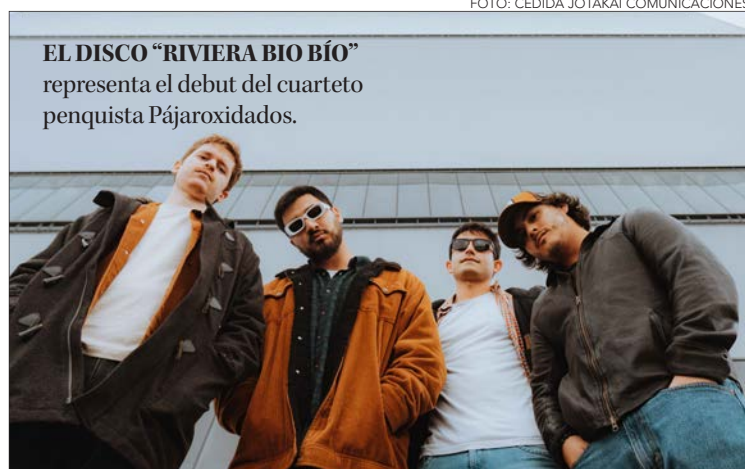 FOTO: CEDIDA JOTAKAI COMUNICACIONES
EL DISCO “RIVIERA BIO BÍO”
representa el debut del cuarteto
penquista Pájaroxidados.